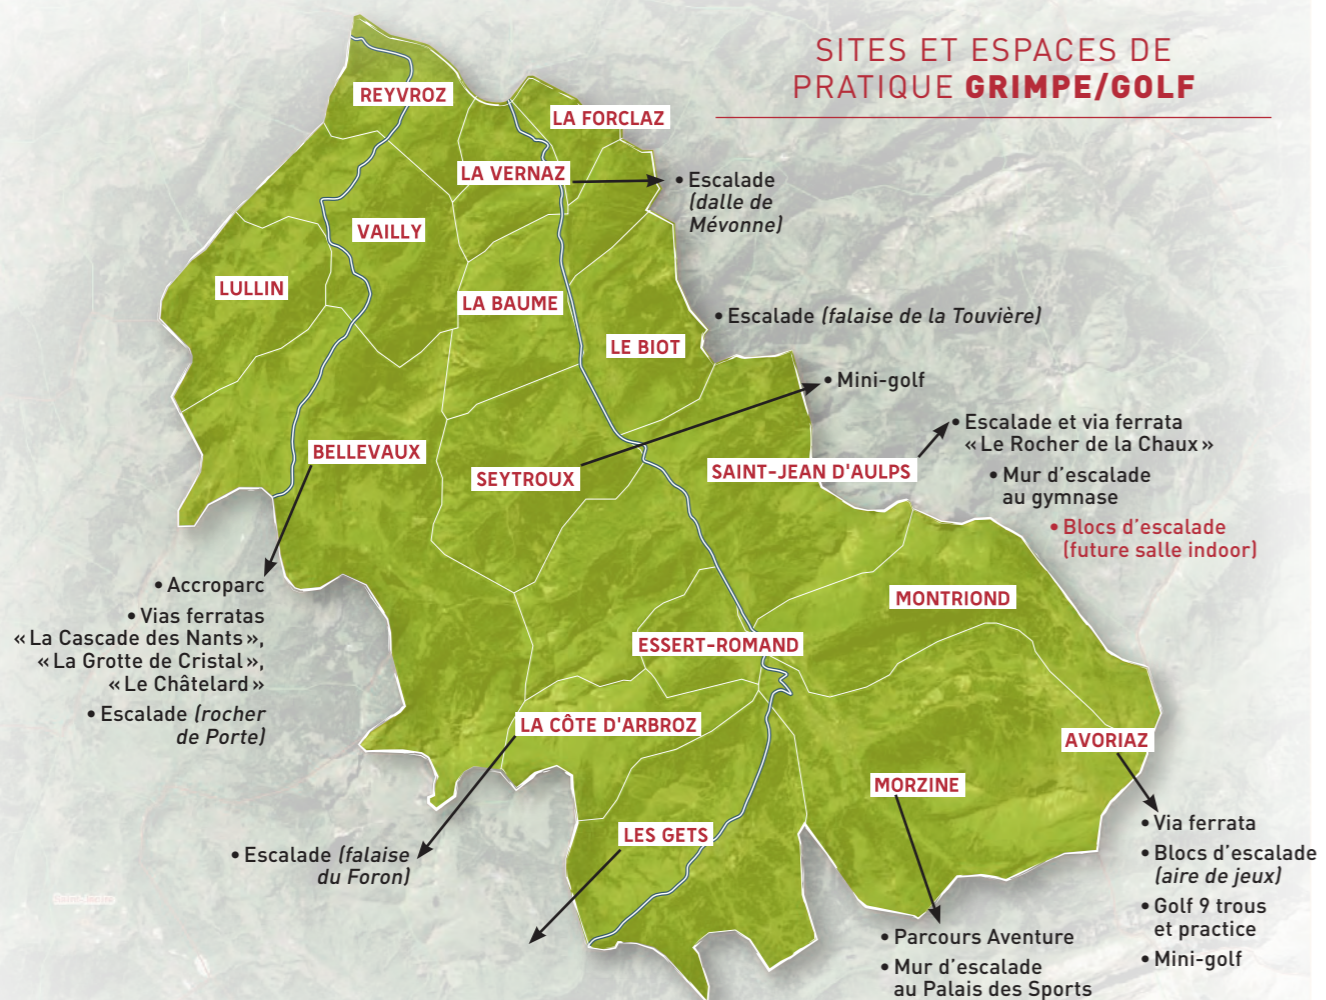 SITES ET ESPACES DE
PRATIQUE GRIMPE/GOLF
REYVROZ
LA FORCLAZ
LA VERNAZ
• Escalade
(dalle de
Mévonne)
VAILLY
LULLIN
LA BAUME
• Escalade (falaise de la Touvière)
LE BIOT
• Mini-golf
BELLEVAUX
SEYTROUX
SAINT-JEAN D'AULPS
• Escalade et via ferrata
« Le Rocher de la Chaux »
• Mur d'escalade
au gymnase
• Blocs d'escalade
(future salle indoor)
• Accroparc
• Vias ferratas
« La Cascade des Nants »,
« La Grotte de Cristal »,
« Le Châtelard »
• Escalade (rocher
de Porte)
MONTRIOND
ESSERT-ROMAND
LA CÔTE D'ARBROZ
AVORIAZ
MORZINE
LES GETS
• Escalade (falaise
du Foron)
• Via ferrata
• Blocs d'escalade
(aire de jeux)
• Golf 9 trous
et practice
• Mini-golf
• Parcours Aventure
• Mur d'escalade
au Palais des Sports